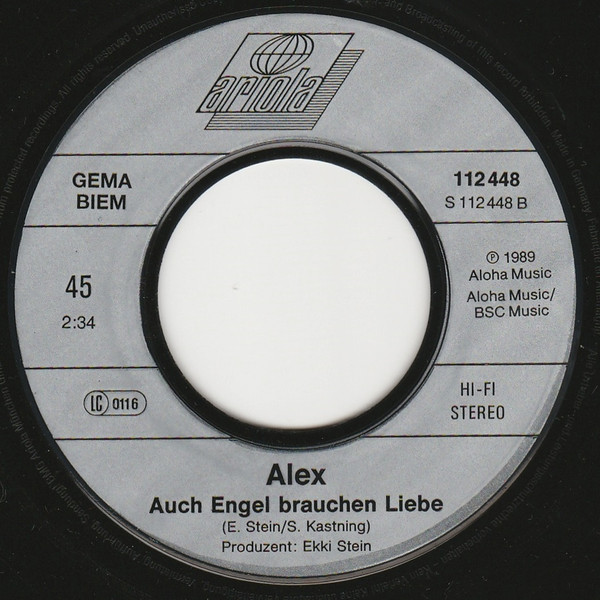 ariola
GEMA
BIEM
112 448
S 112 448 B
45
2:34
℗ 1989
Aloha Music
Aloha Music/
BSC Music
LC 0116
HI-FI
STEREO
Alex
Auch Engel brauchen Liebe
(E. Stein/S. Kastning)
Produzent: Ekki Stein